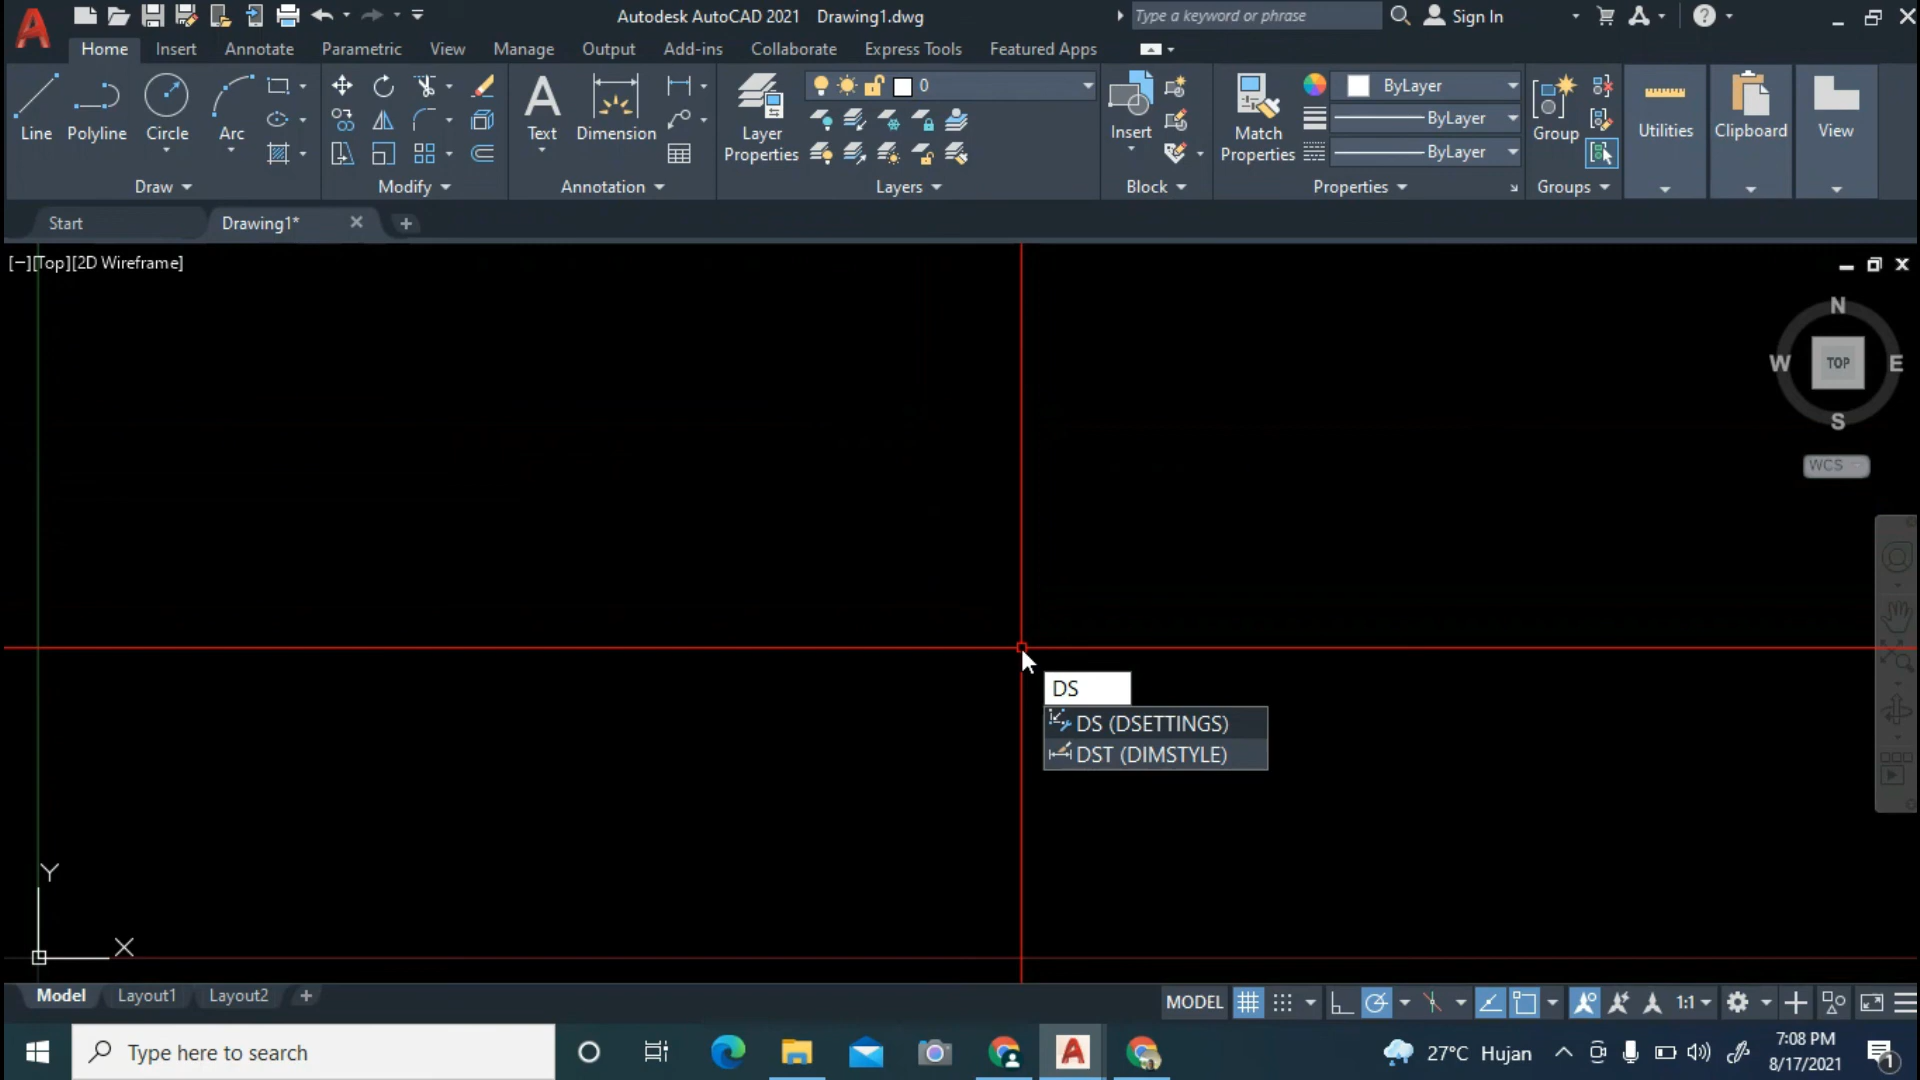 Autodesk AutoCAD 2021 Drawing1.dwg
Type a keyword or phrase
Sign In
Home Insert Annotate Parametric View Manage Output Add-ins Collaborate Express Tools Featured Apps
0
ByLayer
ByLayer
ByLayer
Line Polyline Circle Arc
Text Dimension
Layer Properties
Insert
Match Properties
Group
Utilities Clipboard View
Draw Modify Annotation Layers Block Properties Groups
Start Drawing1*
[−][Top][2D Wireframe]
N
W TOP E
S
WCS
DS
DS (DSETTINGS)
DST (DIMSTYLE)
Y
X
Model Layout1 Layout2
MODEL 1:1
Type here to search
27°C Hujan
7:08 PM
8/17/2021
1